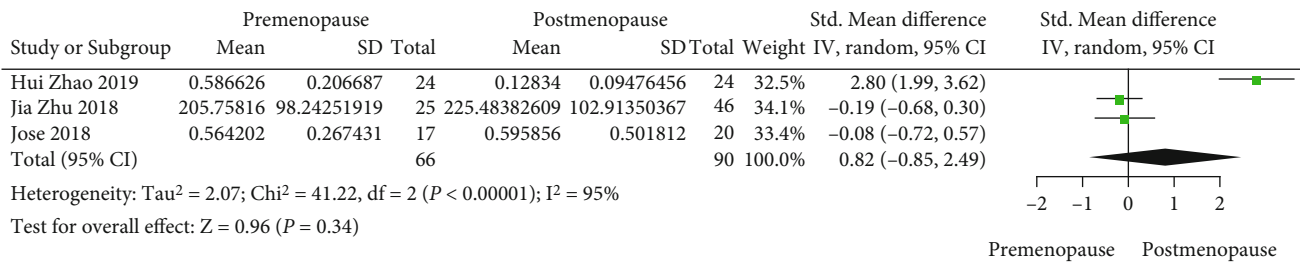 Premenopause Postmenopause Std. Mean difference Std. Mean difference
Study or Subgroup Mean SD Total Mean SD Total Weight IV, random, 95% CI IV, random, 95% CI
Hui Zhao 2019 0.586626 0.206687 24 0.12834 0.09476456 24 32.5% 2.80 (1.99, 3.62)
Jia Zhu 2018 205.75816 98.24251919 25 225.48382609 102.91350367 46 34.1% –0.19 (–0.68, 0.30)
Jose 2018 0.564202 0.267431 17 0.595856 0.501812 20 33.4% –0.08 (–0.72, 0.57)
Total (95% CI) 66 90 100.0% 0.82 (–0.85, 2.49)
Heterogeneity: Tau² = 2.07; Chi² = 41.22, df = 2 (P < 0.00001); I² = 95%
–2 –1 0 1 2
Test for overall effect: Z = 0.96 (P = 0.34)
Premenopause Postmenopause